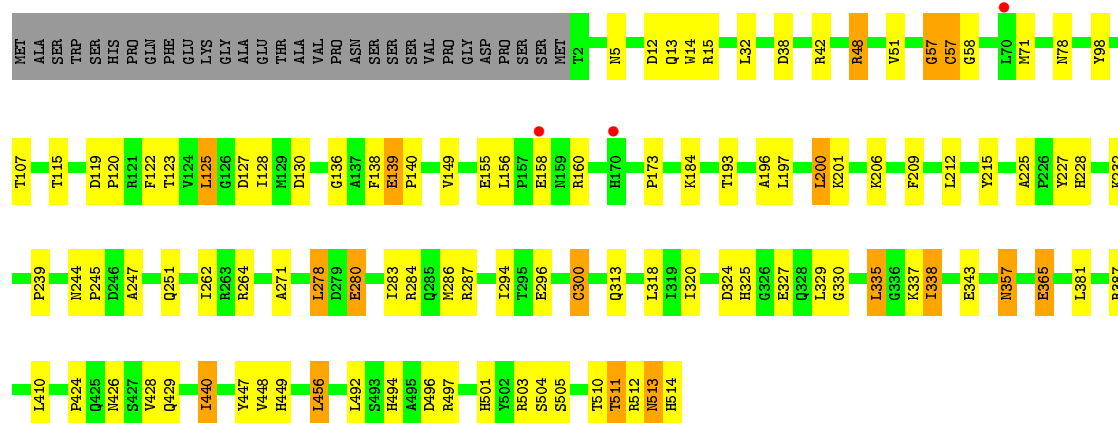 MET ALA SER TRP SER HIS PRO GLN PHE GLU LYS GLY ALA GLU THR ALA VAL PRO ASN SER SER SER VAL PRO GLY ASP PRO SER SER MET T2 N5 D12 Q13 W14 R15 L32 D38 R42 R48 V51 G57 C57 G58 L70 M71 N78 Y98
T107 T115 D119 P120 R121 F122 T123 V124 L125 G126 D127 I128 M129 D130 G136 A137 F138 E139 P140 V149 E155 L156 P157 E158 N159 R160 H170 P173 K184 T193 A196 L197 L200 K201 K206 F209 L212 Y215 A225 P226 Y227 H228 K232
P239 N244 P245 D246 A247 Q251 I262 R263 R264 A271 L278 D279 E280 I283 R284 Q285 M286 R287 I294 T295 E296 C300 Q313 L318 I319 I320 D324 H325 G326 E327 Q328 L329 G330 L335 G336 K337 I338 E343 N357 E365 L381 R387
L410 P424 Q425 N426 S427 V428 Q429 I440 Y447 V448 H449 L456 L492 S493 H494 A495 D496 R497 H501 Y502 R503 S504 S505 T510 T511 R512 N513 H514